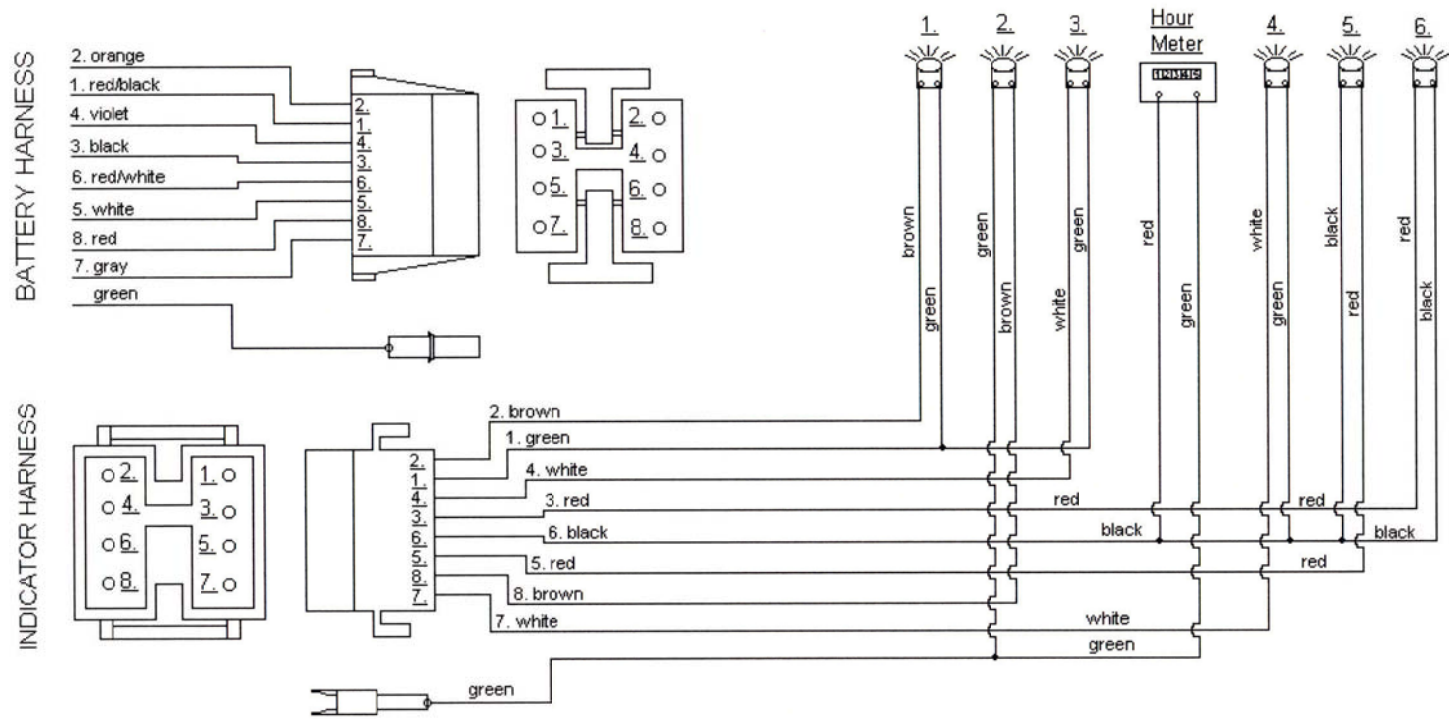 BATTERY HARNESS
2. orange
1. red/black
4. violet
3. black
6. red/white
5. white
8. red
7. gray
green
2.
1.
4.
3.
6.
5.
8.
7.
1. 2.
3. 4.
5. 6.
7. 8.
1. 2. 3. Hour Meter 4. 5. 6.
12345
brown
green
green
brown
white
green
red
green
white
green
black
red
red
black
INDICATOR HARNESS
2. 1.
4. 3.
6. 5.
8. 7.
2.
1.
4.
3.
6.
5.
8.
7.
2. brown
1. green
4. white
3. red red red
6. black black black
5. red red
8. brown
7. white white
green
green